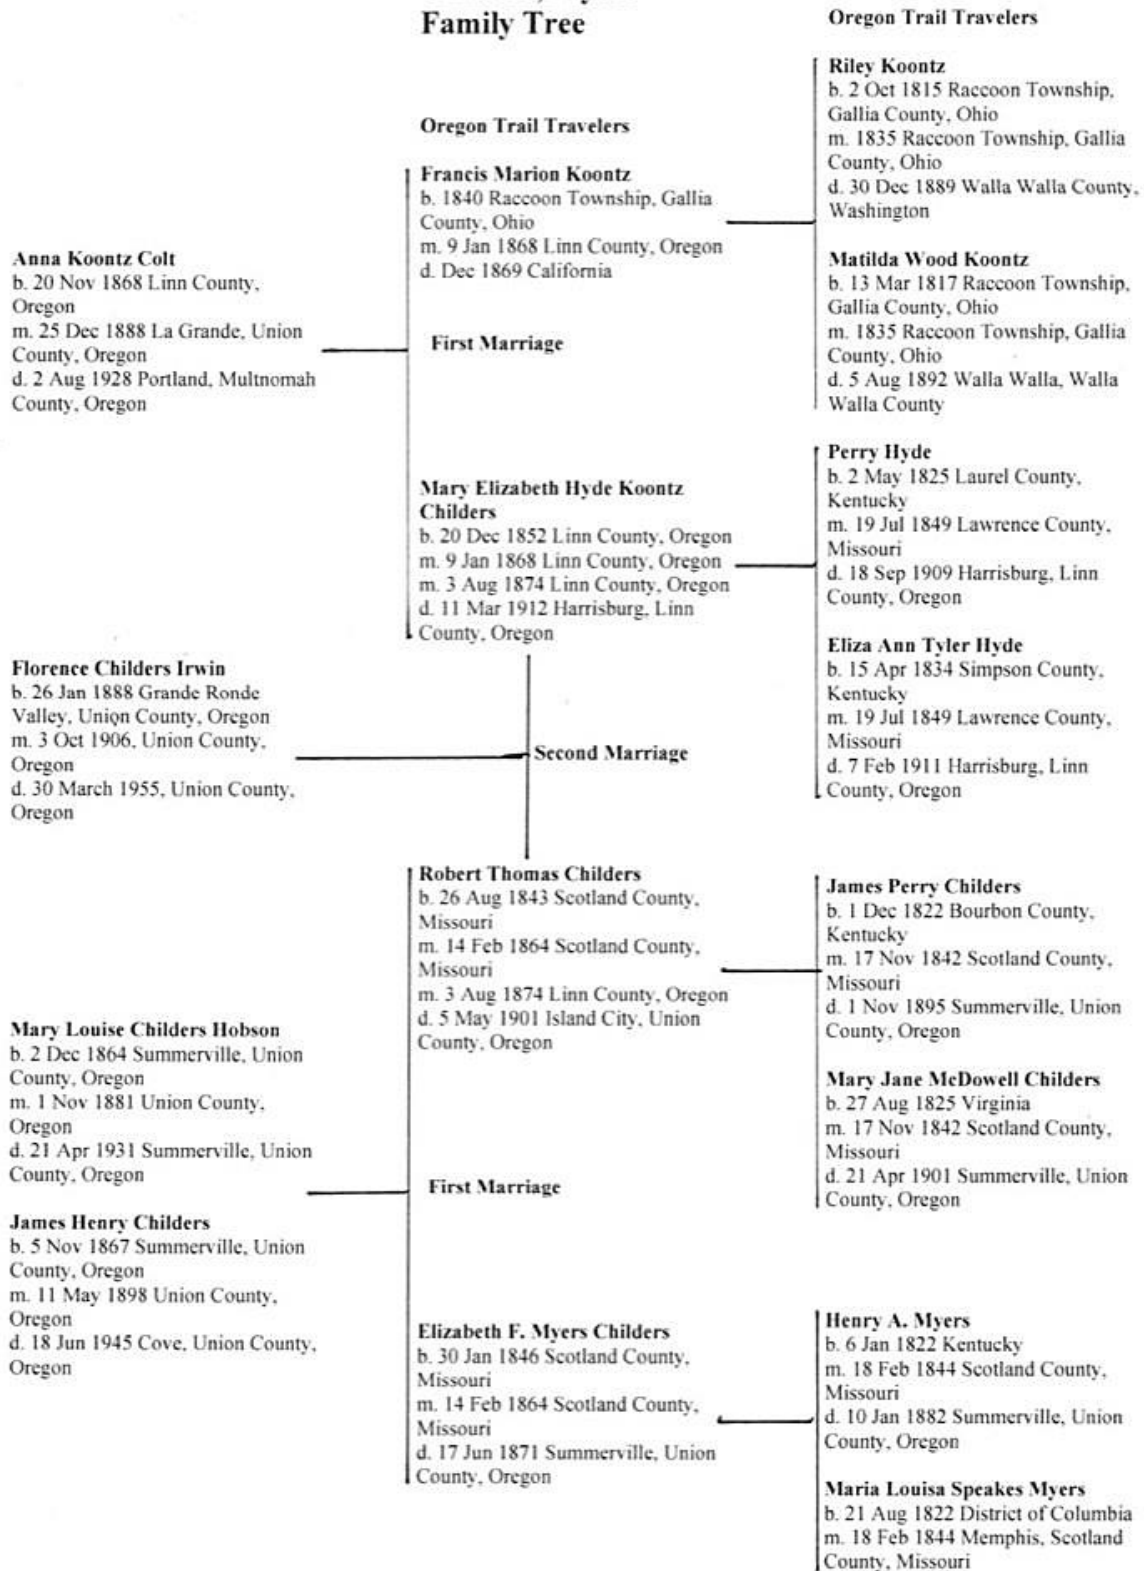 Family Tree
Oregon Trail Travelers
Riley Koontz
b. 2 Oct 1815 Raccoon Township,
Gallia County, Ohio
m. 1835 Raccoon Township, Gallia
County, Ohio
d. 30 Dec 1889 Walla Walla County,
Washington
Oregon Trail Travelers
Francis Marion Koontz
b. 1840 Raccoon Township, Gallia
County, Ohio
m. 9 Jan 1868 Linn County, Oregon
d. Dec 1869 California
Anna Koontz Colt
b. 20 Nov 1868 Linn County,
Oregon
m. 25 Dec 1888 La Grande, Union
County, Oregon
d. 2 Aug 1928 Portland, Multnomah
County, Oregon
Matilda Wood Koontz
b. 13 Mar 1817 Raccoon Township,
Gallia County, Ohio
m. 1835 Raccoon Township, Gallia
County, Ohio
d. 5 Aug 1892 Walla Walla, Walla
Walla County
First Marriage
Mary Elizabeth Hyde Koontz
Childers
b. 20 Dec 1852 Linn County, Oregon
m. 9 Jan 1868 Linn County, Oregon
m. 3 Aug 1874 Linn County, Oregon
d. 11 Mar 1912 Harrisburg, Linn
County, Oregon
Perry Hyde
b. 2 May 1825 Laurel County,
Kentucky
m. 19 Jul 1849 Lawrence County,
Missouri
d. 18 Sep 1909 Harrisburg, Linn
County, Oregon
Eliza Ann Tyler Hyde
b. 15 Apr 1834 Simpson County,
Kentucky
m. 19 Jul 1849 Lawrence County,
Missouri
d. 7 Feb 1911 Harrisburg, Linn
County, Oregon
Florence Childers Irwin
b. 26 Jan 1888 Grande Ronde
Valley, Union County, Oregon
m. 3 Oct 1906, Union County,
Oregon
d. 30 March 1955, Union County,
Oregon
Second Marriage
Robert Thomas Childers
b. 26 Aug 1843 Scotland County,
Missouri
m. 14 Feb 1864 Scotland County,
Missouri
m. 3 Aug 1874 Linn County, Oregon
d. 5 May 1901 Island City, Union
County, Oregon
James Perry Childers
b. 1 Dec 1822 Bourbon County,
Kentucky
m. 17 Nov 1842 Scotland County,
Missouri
d. 1 Nov 1895 Summerville, Union
County, Oregon
Mary Jane McDowell Childers
b. 27 Aug 1825 Virginia
m. 17 Nov 1842 Scotland County,
Missouri
d. 21 Apr 1901 Summerville, Union
County, Oregon
Mary Louise Childers Hobson
b. 2 Dec 1864 Summerville, Union
County, Oregon
m. 1 Nov 1881 Union County,
Oregon
d. 21 Apr 1931 Summerville, Union
County, Oregon
First Marriage
James Henry Childers
b. 5 Nov 1867 Summerville, Union
County, Oregon
m. 11 May 1898 Union County,
Oregon
d. 18 Jun 1945 Cove, Union County,
Oregon
Elizabeth F. Myers Childers
b. 30 Jan 1846 Scotland County,
Missouri
m. 14 Feb 1864 Scotland County,
Missouri
d. 17 Jun 1871 Summerville, Union
County, Oregon
Henry A. Myers
b. 6 Jan 1822 Kentucky
m. 18 Feb 1844 Scotland County,
Missouri
d. 10 Jan 1882 Summerville, Union
County, Oregon
Maria Louisa Speakes Myers
b. 21 Aug 1822 District of Columbia
m. 18 Feb 1844 Memphis, Scotland
County, Missouri